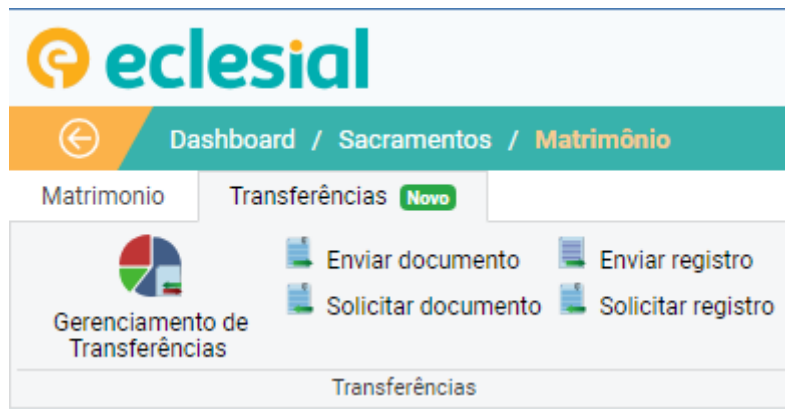 eclesial
Dashboard / Sacramentos / Matrimônio
Matrimonio Transferências Novo
Enviar documento Enviar registro
Solicitar documento Solicitar registro
Gerenciamento de
Transferências
Transferências